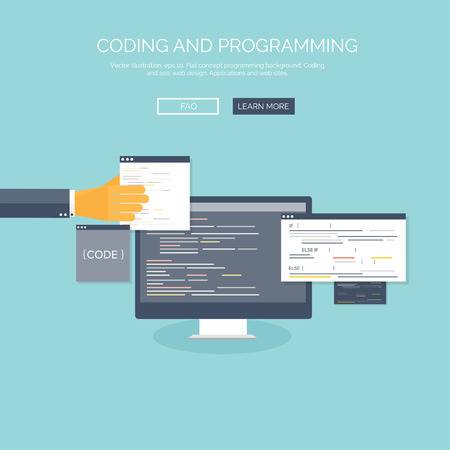 CODING AND PROGRAMMING
Vector illustration, eps 10. Flat concept programming background. Coding
and seo, web design. Applications and web sites.
FAQ LEARN MORE
{CODE}
IF (
ELSE IF (
ELSE (